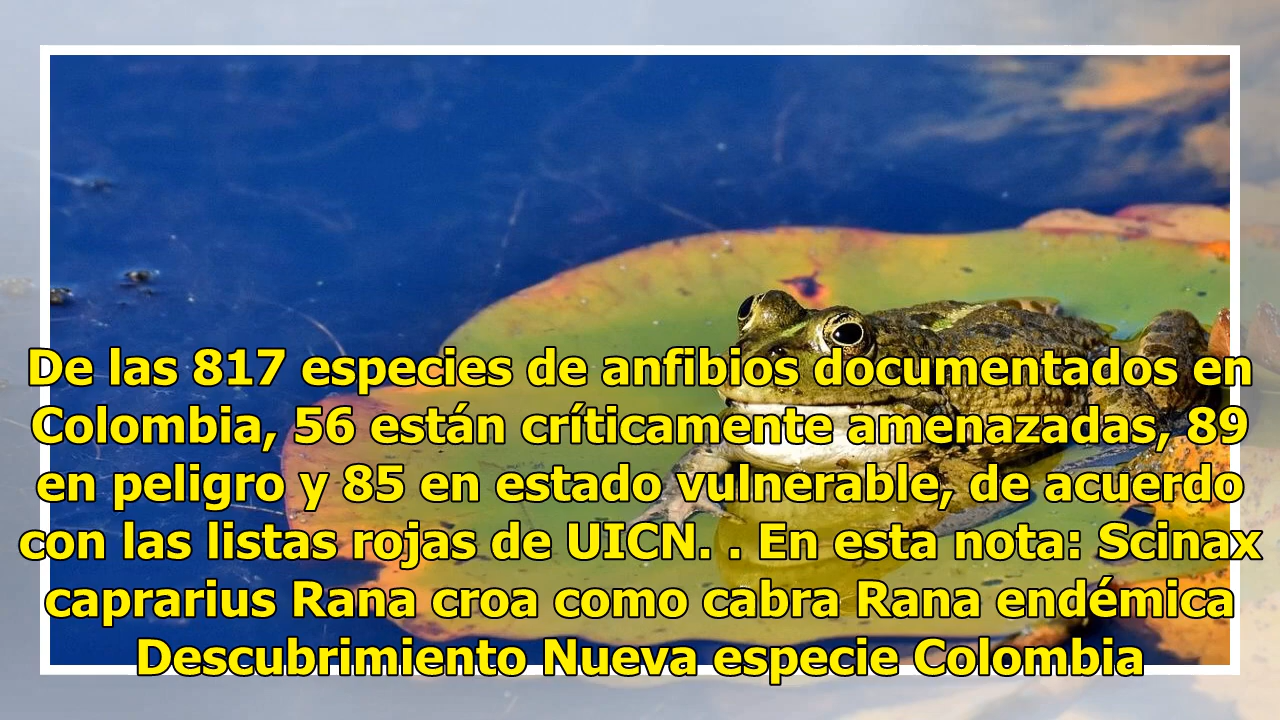 De las 817 especies de anfibios documentados en
Colombia, 56 están críticamente amenazadas, 89
en peligro y 85 en estado vulnerable, de acuerdo
con las listas rojas de UICN. . En esta nota: Scinax
caprarius Rana croa como cabra Rana endémica
Descubrimiento Nueva especie Colombia